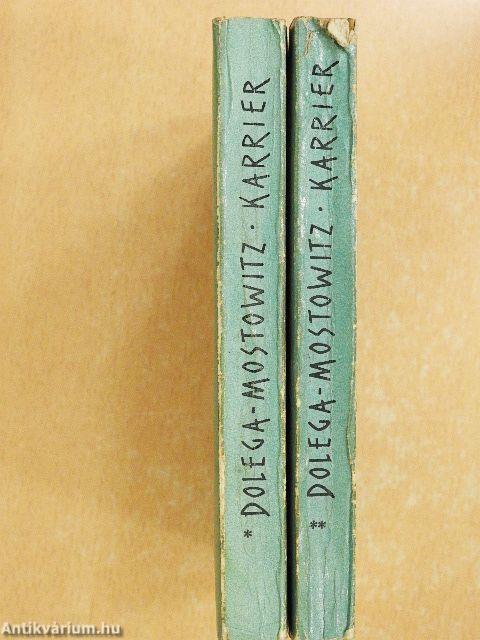 * DOLEGA-MOSTOWITZ · KARRIER
** DOLEGA-MOSTOWITZ · KARRIER
Antikvárium.hu